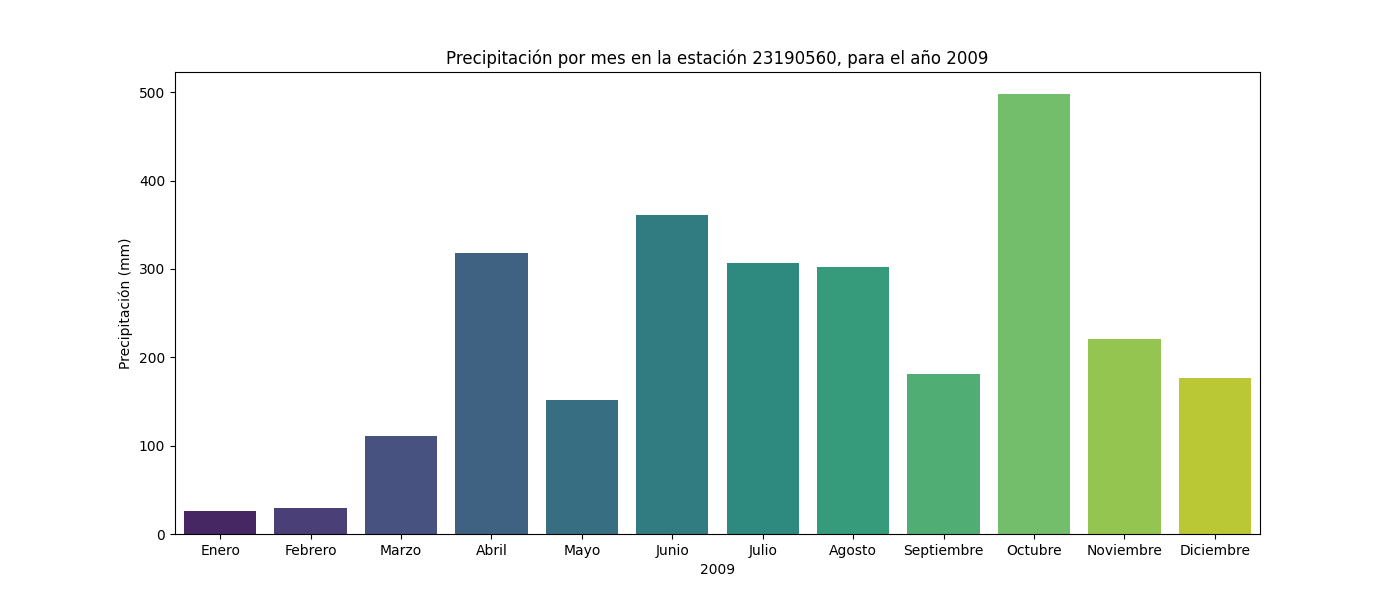 Precipitación por mes en la estación 23190560, para el año 2009
Precipitación (mm)
500
400
300
200
100
0
Enero Febrero Marzo Abril Mayo Junio Julio Agosto Septiembre Octubre Noviembre Diciembre
2009